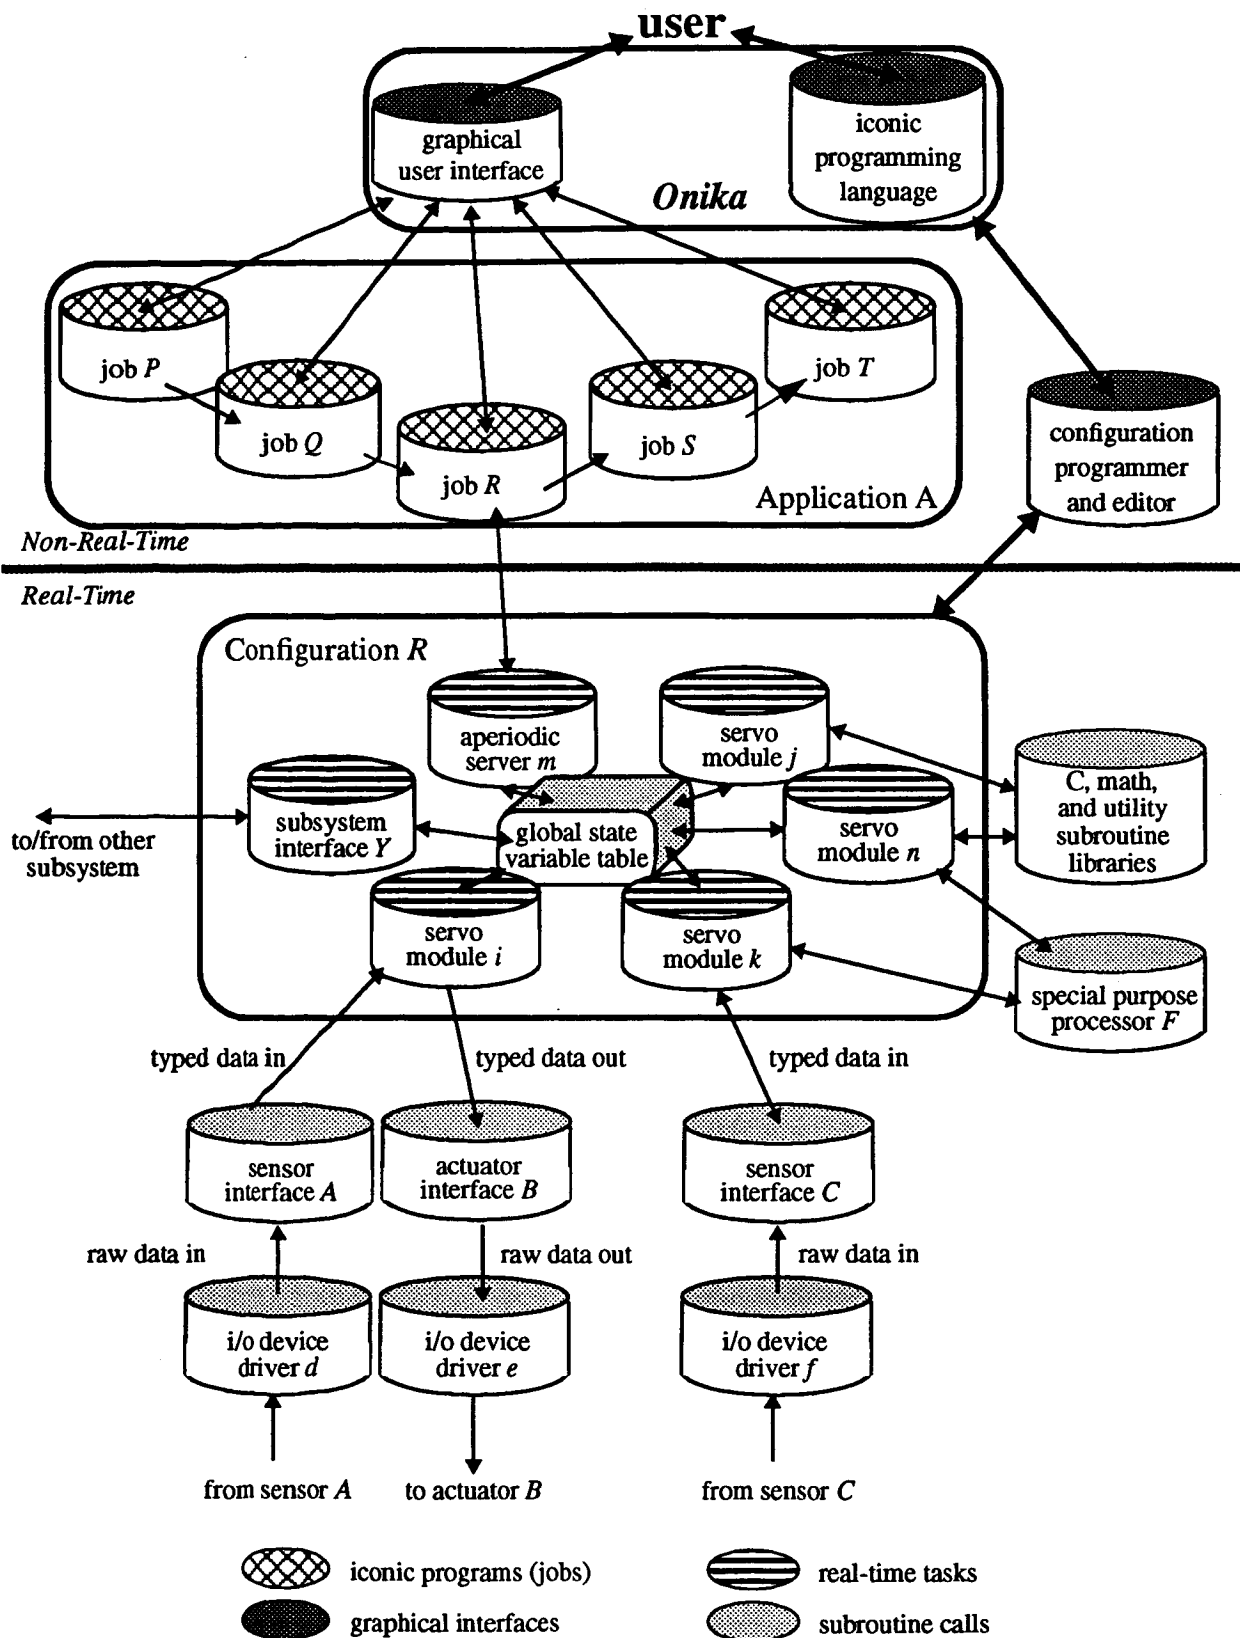 user
graphical
user interface
iconic
programming
language
Onika
job P
job Q
job R
job S
job T
Application A
configuration
programmer
and editor
Non-Real-Time
Real-Time
Configuration R
aperiodic
server m
servo
module j
subsystem
interface Y
global state
variable table
servo
module n
C, math,
and utility
subroutine
libraries
to/from other
subsystem
servo
module i
servo
module k
special purpose
processor F
typed data in
typed data out
typed data in
sensor
interface A
actuator
interface B
sensor
interface C
raw data in
raw data out
raw data in
i/o device
driver d
i/o device
driver e
i/o device
driver f
from sensor A
to actuator B
from sensor C
iconic programs (jobs)
real-time tasks
graphical interfaces
subroutine calls